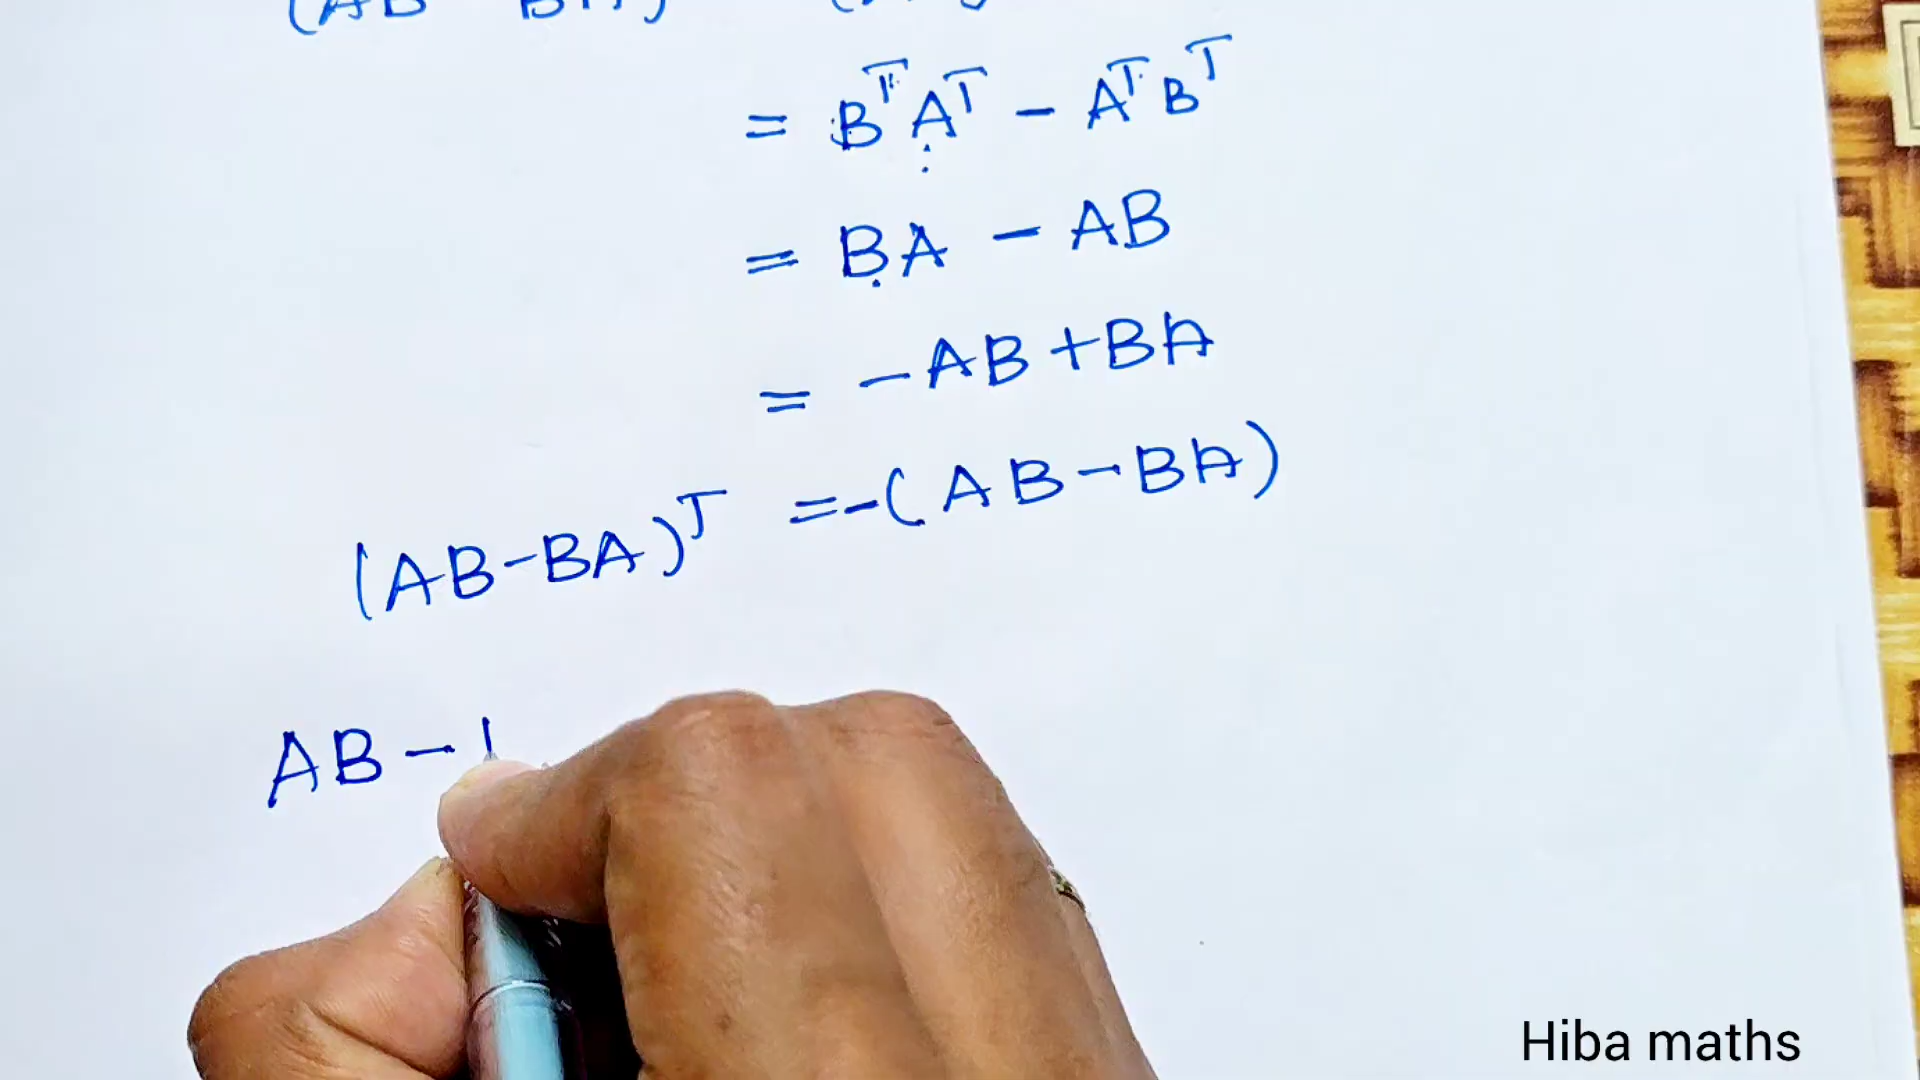 = BᵀAᵀ - AᵀBᵀ
= BA - AB
= -AB + BA
(AB-BA)ᵀ = -(AB-BA)
AB -
Hiba maths